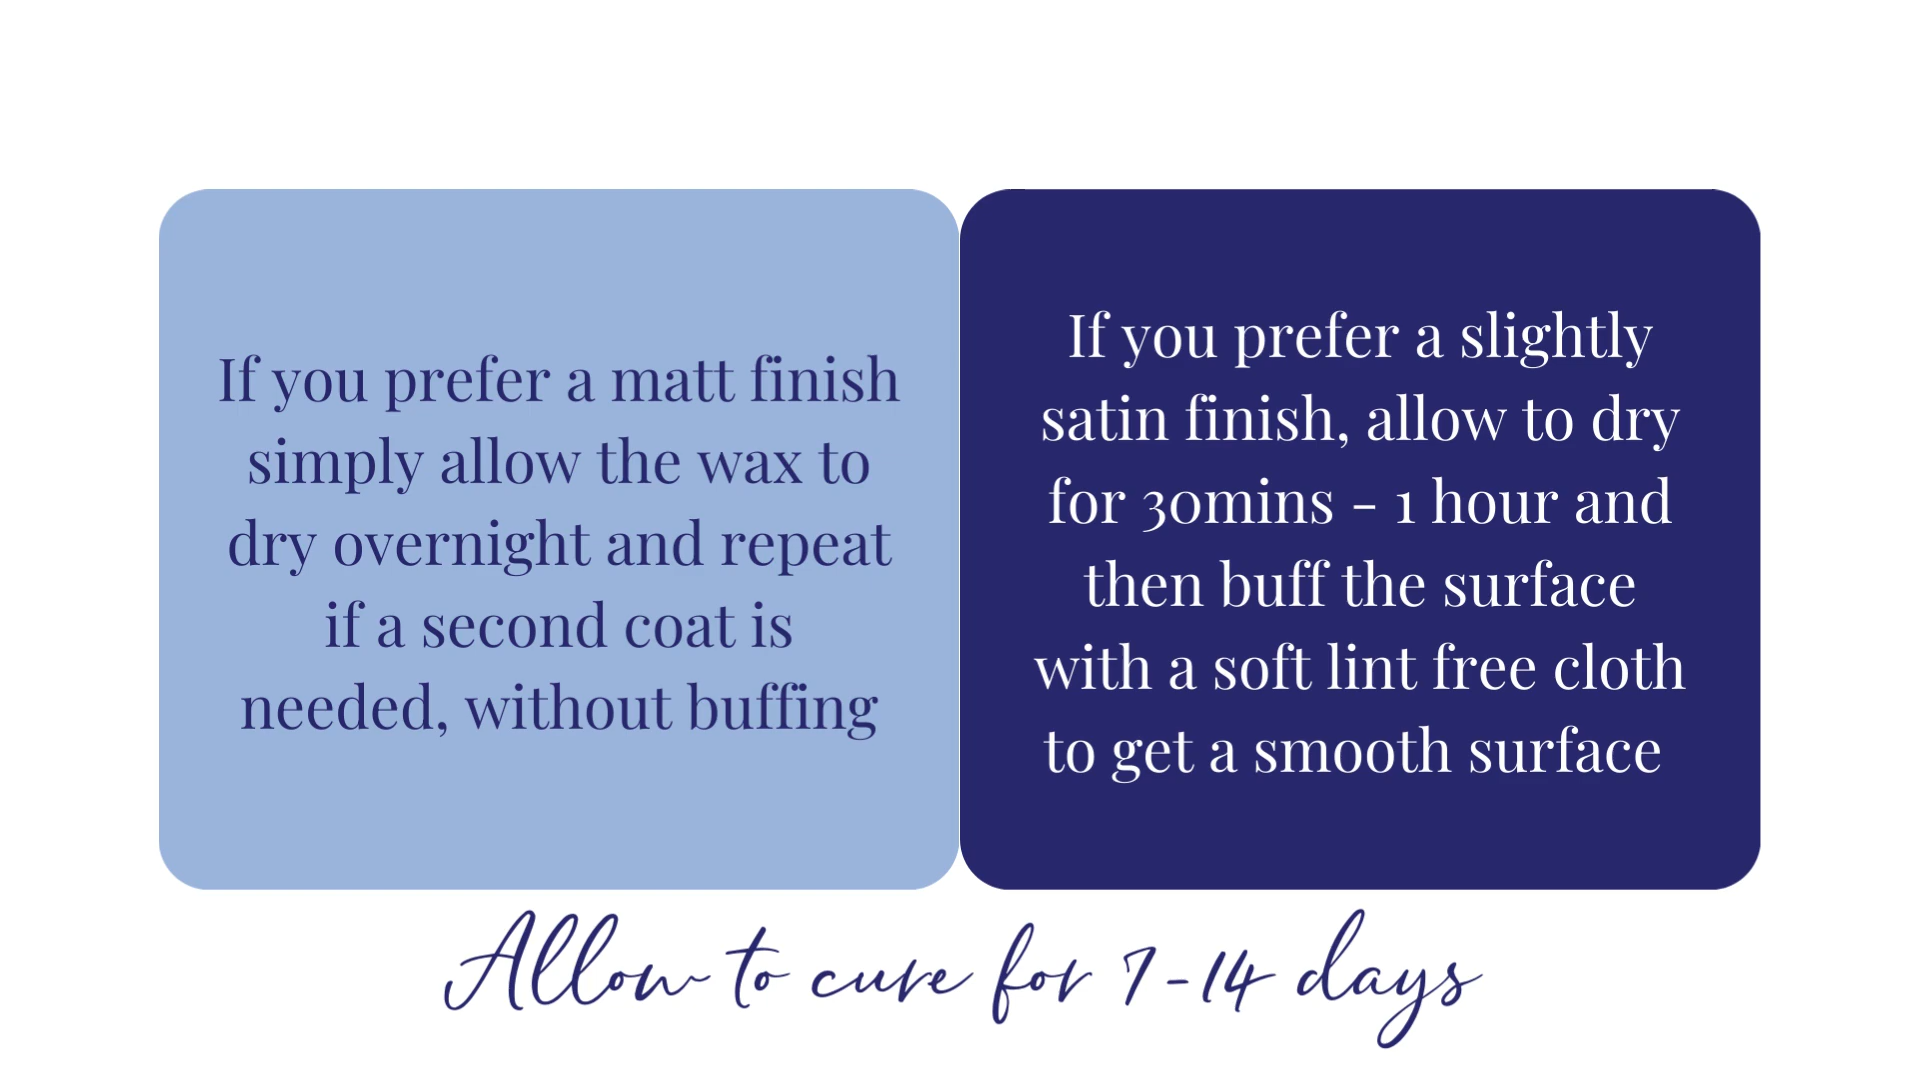 If you prefer a matt finish
simply allow the wax to
dry overnight and repeat
if a second coat is
needed, without buffing
If you prefer a slightly
satin finish, allow to dry
for 30mins - 1 hour and
then buff the surface
with a soft lint free cloth
to get a smooth surface
Allow to cure for 7-14 days